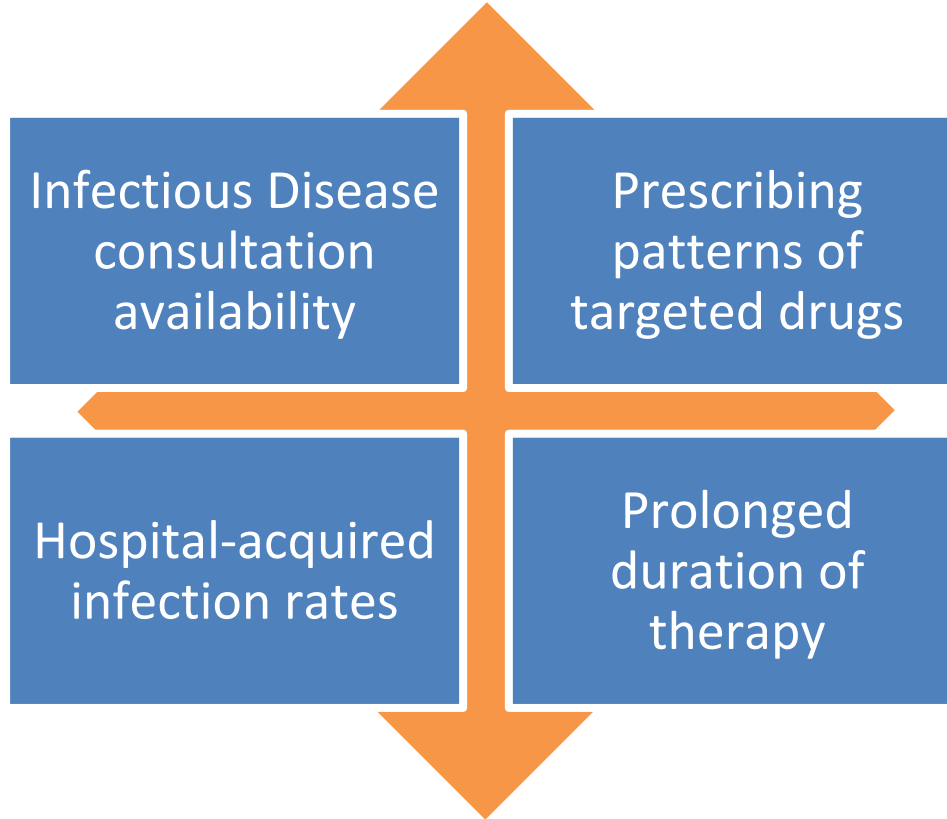 Infectious Disease
consultation
availability
Prescribing
patterns of
targeted drugs
Hospital-acquired
infection rates
Prolonged
duration of
therapy